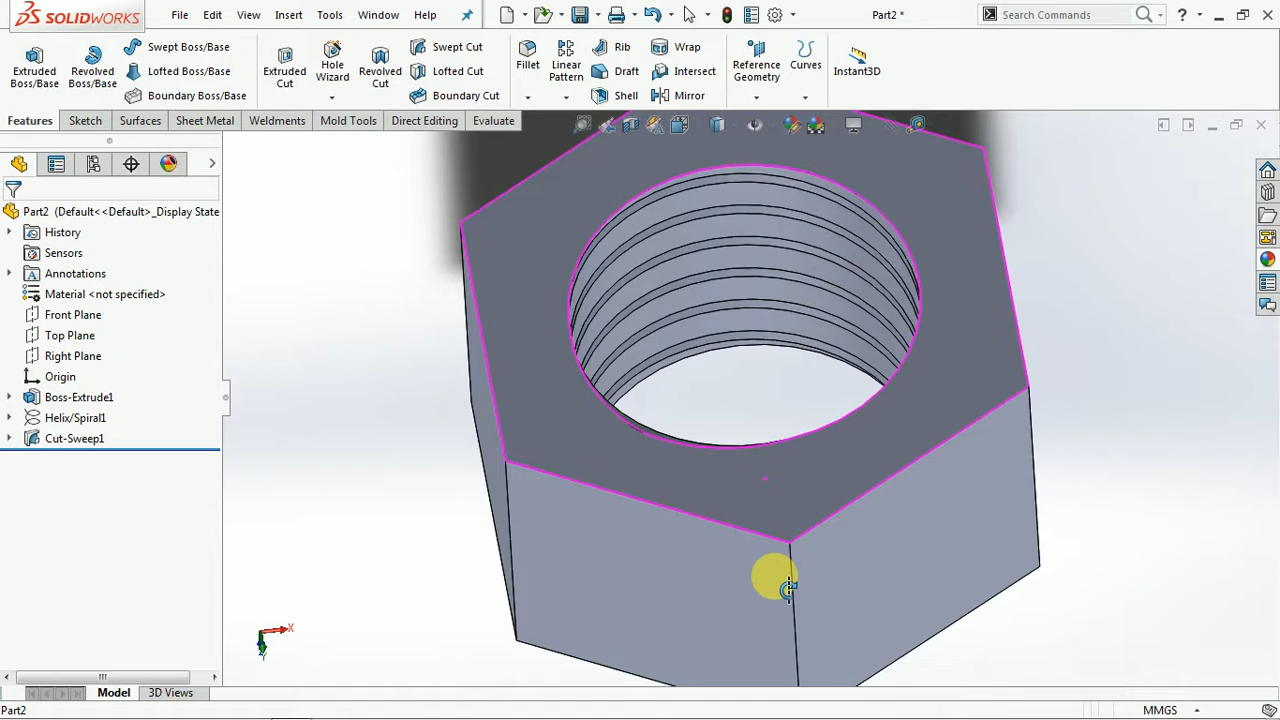 SOLIDWORKS
File Edit View Insert Tools Window Help
Part2 *
Search Commands
?
Extruded Boss/Base
Revolved Boss/Base
Swept Boss/Base
Lofted Boss/Base
Boundary Boss/Base
Extruded Cut
Hole Wizard
Revolved Cut
Swept Cut
Lofted Cut
Boundary Cut
Fillet
Linear Pattern
Rib
Draft
Shell
Wrap
Intersect
Mirror
Reference Geometry
Curves
Instant3D
Features Sketch Surfaces Sheet Metal Weldments Mold Tools Direct Editing Evaluate
Part2 (Default<<Default>_Display State
History
Sensors
Annotations
Material <not specified>
Front Plane
Top Plane
Right Plane
Origin
Boss-Extrude1
Helix/Spiral1
Cut-Sweep1
X
Y
Model 3D Views
Part2
MMGS